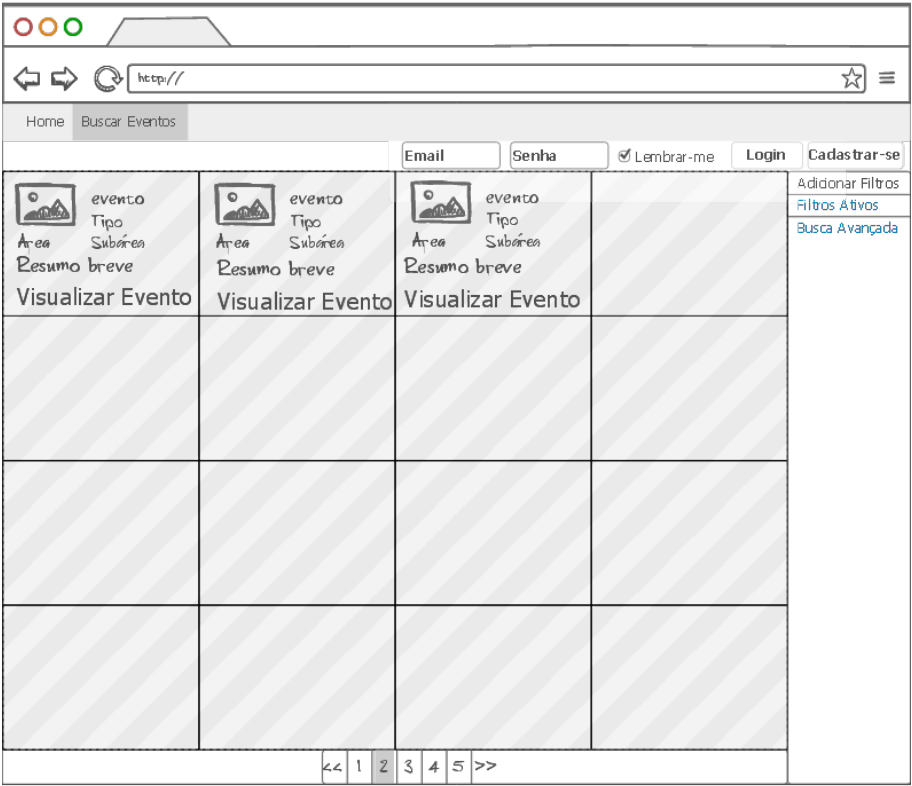 http://
Home Buscar Eventos
Email Senha Lembrar-me Login Cadastrar-se
evento
Tipo
Area Subárea
Resumo breve
Visualizar Evento
evento
Tipo
Area Subárea
Resumo breve
Visualizar Evento
evento
Tipo
Area Subárea
Resumo breve
Visualizar Evento
Adicionar Filtros
Filtros Ativos
Busca Avançada
<< 1 2 3 4 5 >>